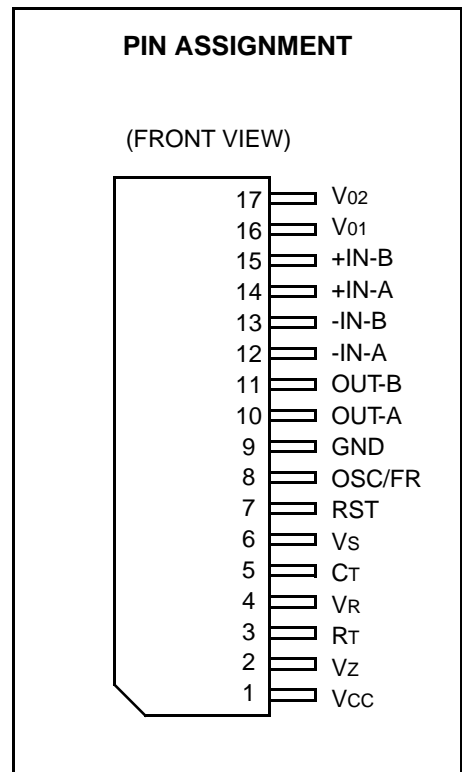 PIN ASSIGNMENT
(FRONT VIEW)
17 V02
16 V01
15 +IN-B
14 +IN-A
13 -IN-B
12 -IN-A
11 OUT-B
10 OUT-A
9 GND
8 OSC/FR
7 RST
6 VS
5 CT
4 VR
3 RT
2 VZ
1 VCC